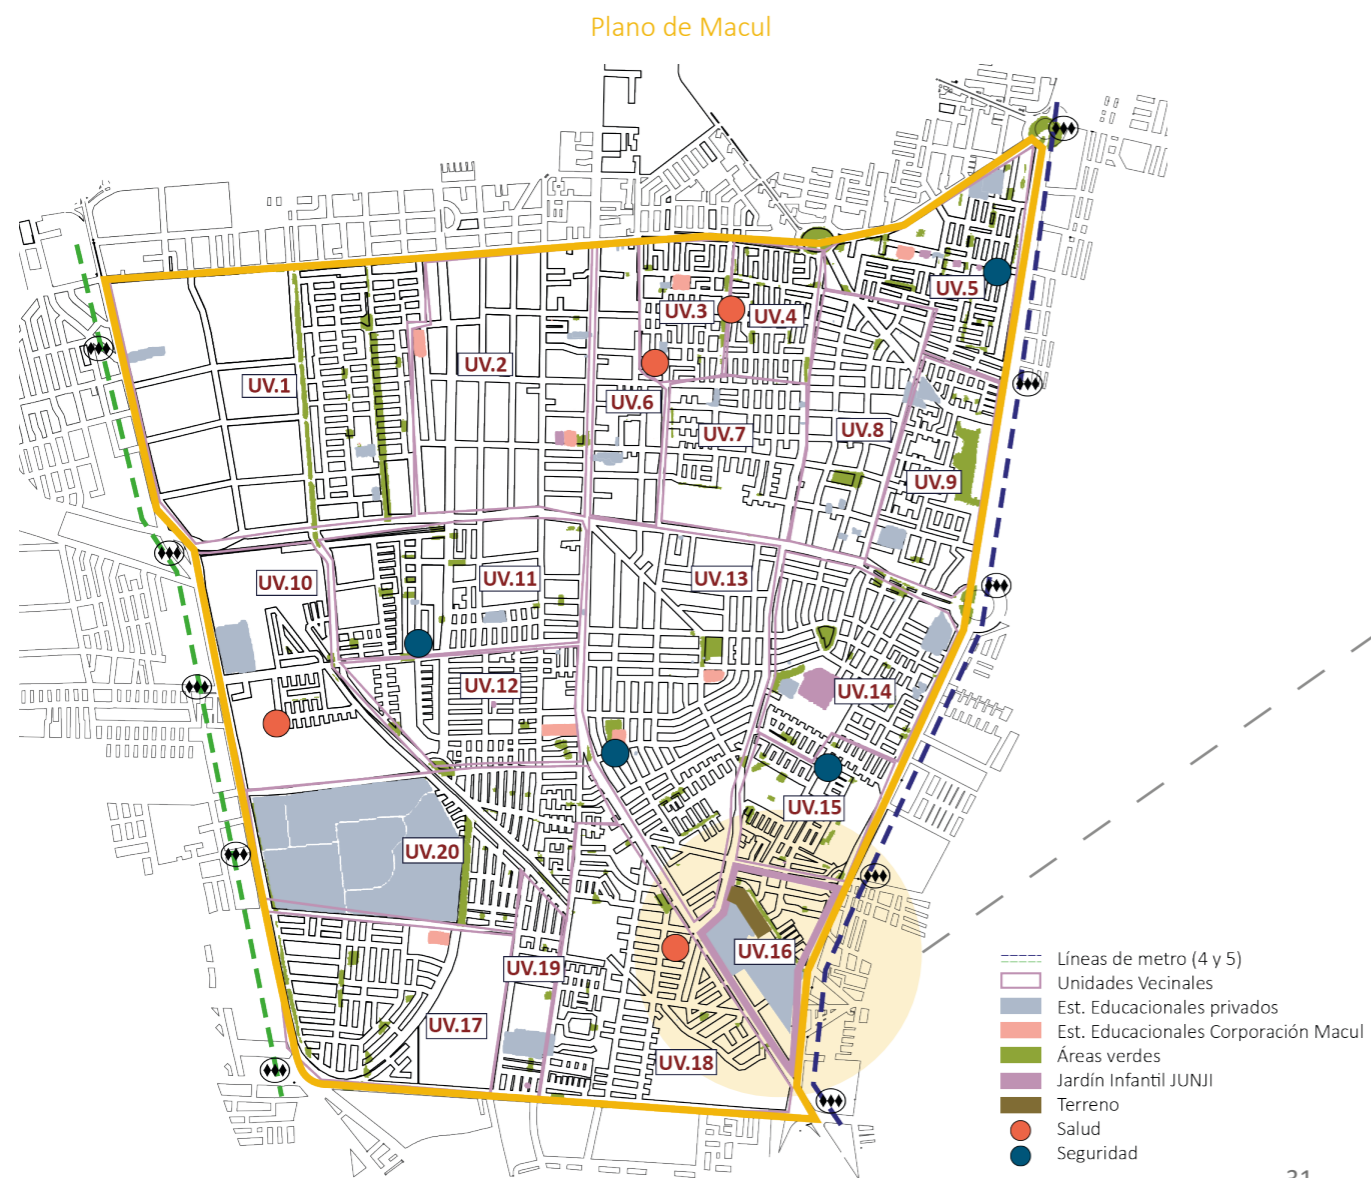 Plano de Macul
UV.5
UV.3
UV.4
UV.2
UV.1
UV.6
UV.7
UV.8
UV.9
UV.10
UV.11
UV.13
UV.12
UV.14
UV.15
UV.20
UV.16
UV.19
UV.17
UV.18
Líneas de metro (4 y 5)
Unidades Vecinales
Est. Educacionales privados
Est. Educacionales Corporación Macul
Áreas verdes
Jardín Infantil JUNJI
Terreno
Salud
Seguridad
31